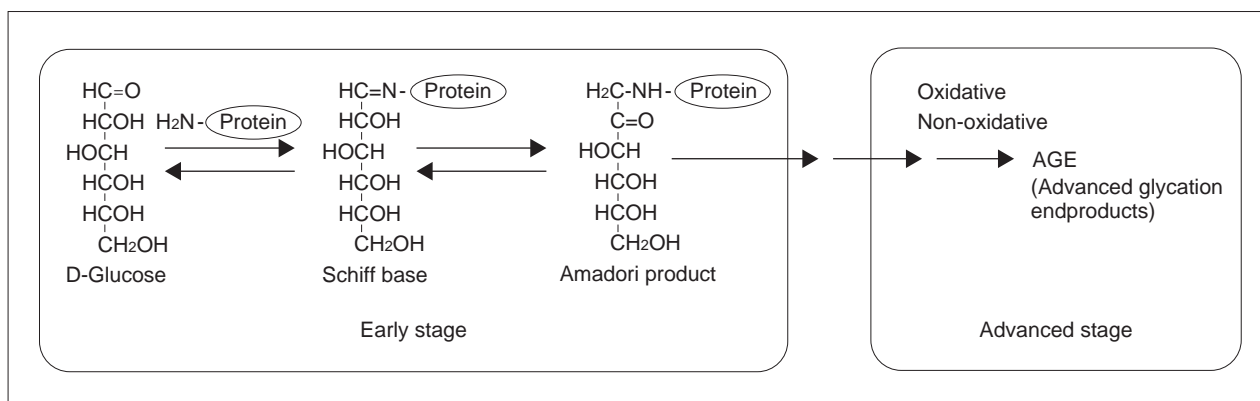 HC=O
HCOH
HOCH
HCOH
HCOH
CH2OH
D-Glucose
H2N- Protein
HC=N- Protein
HCOH
HOCH
HCOH
HCOH
CH2OH
Schiff base
H2C-NH- Protein
C=O
HOCH
HCOH
HCOH
CH2OH
Amadori product
Early stage
Oxidative
Non-oxidative
AGE
(Advanced glycation
endproducts)
Advanced stage